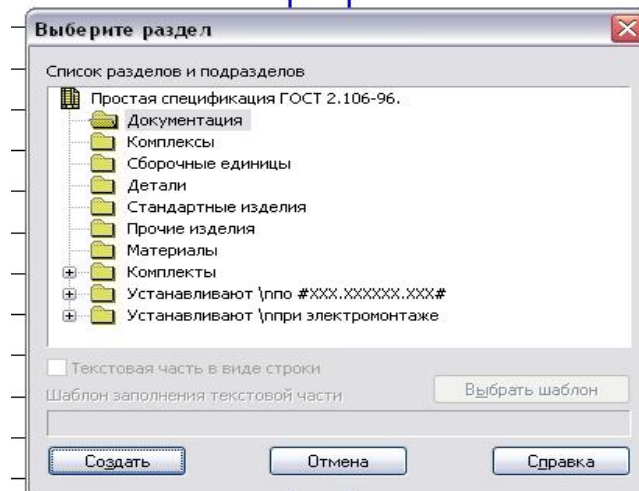 Выберите раздел
Список разделов и подразделов
Простая спецификация ГОСТ 2.106-96.
Документация
Комплексы
Сборочные единицы
Детали
Стандартные изделия
Прочие изделия
Материалы
Комплекты
Устанавливают \nпо #XXX.XXXXXX.XXX#
Устанавливают \nпри электромонтаже
Текстовая часть в виде строки
Шаблон заполнения текстовой части
Выбрать шаблон
Создать Отмена Справка